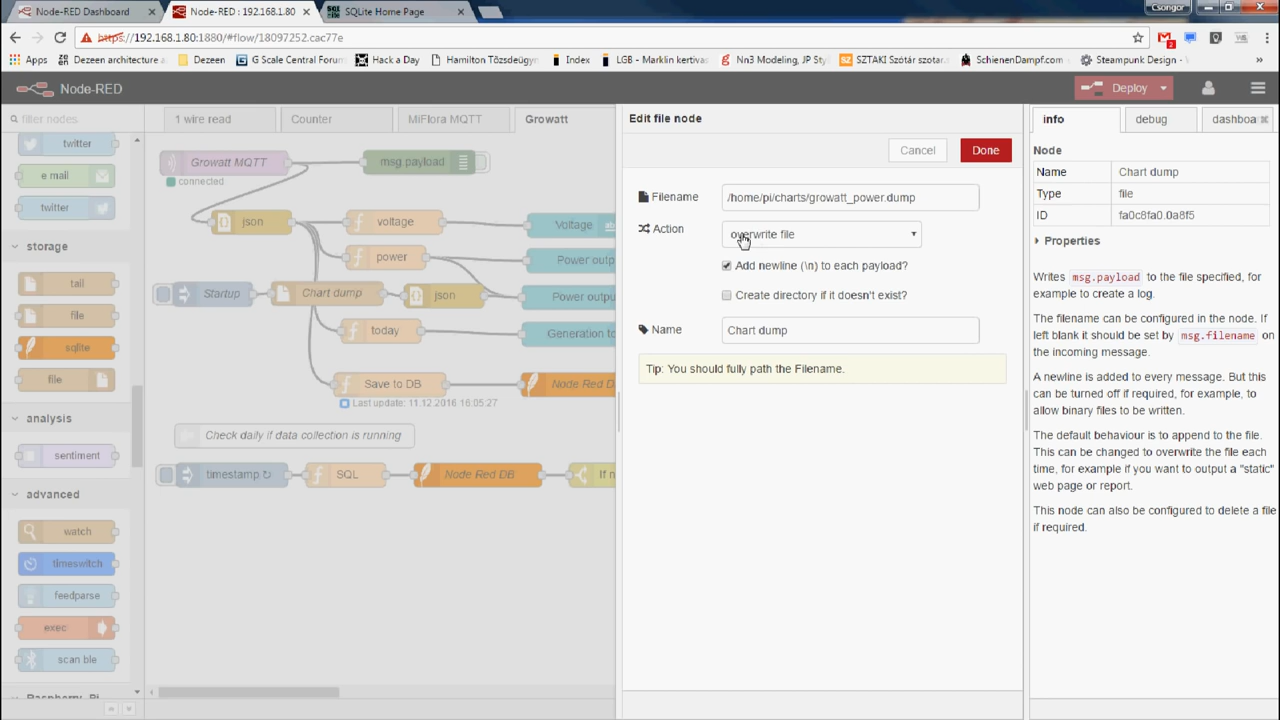 Node-RED Dashboard
Node-RED : 192.168.1.80
SQLite Home Page
Csongor
https://192.168.1.80:1880/#flow/18097252.cac77e
Apps
Dezeen architecture a
Dezeen
G Scale Central Forum
Hack a Day
Hamilton Tőzsdeügyn
Index
LGB - Marklin kertivas
Nn3 Modeling, JP Sty
SZTAKI Szótár szotar.
SchienenDampf.com
Steampunk Design -
»
Node-RED
Deploy
filter nodes
twitter
e mail
twitter
storage
tail
file
sqlite
file
analysis
sentiment
advanced
watch
timeswitch
feedparse
exec
scan ble
Raspberry_Pi
1 wire read
Counter
MiFlora MQTT
Growatt
Growatt MQTT
msg.payload
connected
json
voltage
Voltage
abc
power
Power outp
Startup
Chart dump
json
Power outpu
today
Generation to
Save to DB
Node Red D
Last update: 11.12.2016 16:05:27
Check daily if data collection is running
timestamp ↻
SQL
Node Red DB
If n
Edit file node
Cancel
Done
Filename
/home/pi/charts/growatt_power.dump
Action
overwrite file
Add newline (\n) to each payload?
Create directory if it doesn't exist?
Name
Chart dump
Tip: You should fully path the Filename.
info
debug
dashboa
Node
Name
Chart dump
Type
file
ID
fa0c8fa0.0a8f5
Properties
Writes msg.payload to the file specified, for
example to create a log.
The filename can be configured in the node. If
left blank it should be set by msg.filename on
the incoming message.
A newline is added to every message. But this
can be turned off if required, for example, to
allow binary files to be written.
The default behaviour is to append to the file.
This can be changed to overwrite the file each
time, for example if you want to output a "static"
web page or report.
This node can also be configured to delete a file
if required.